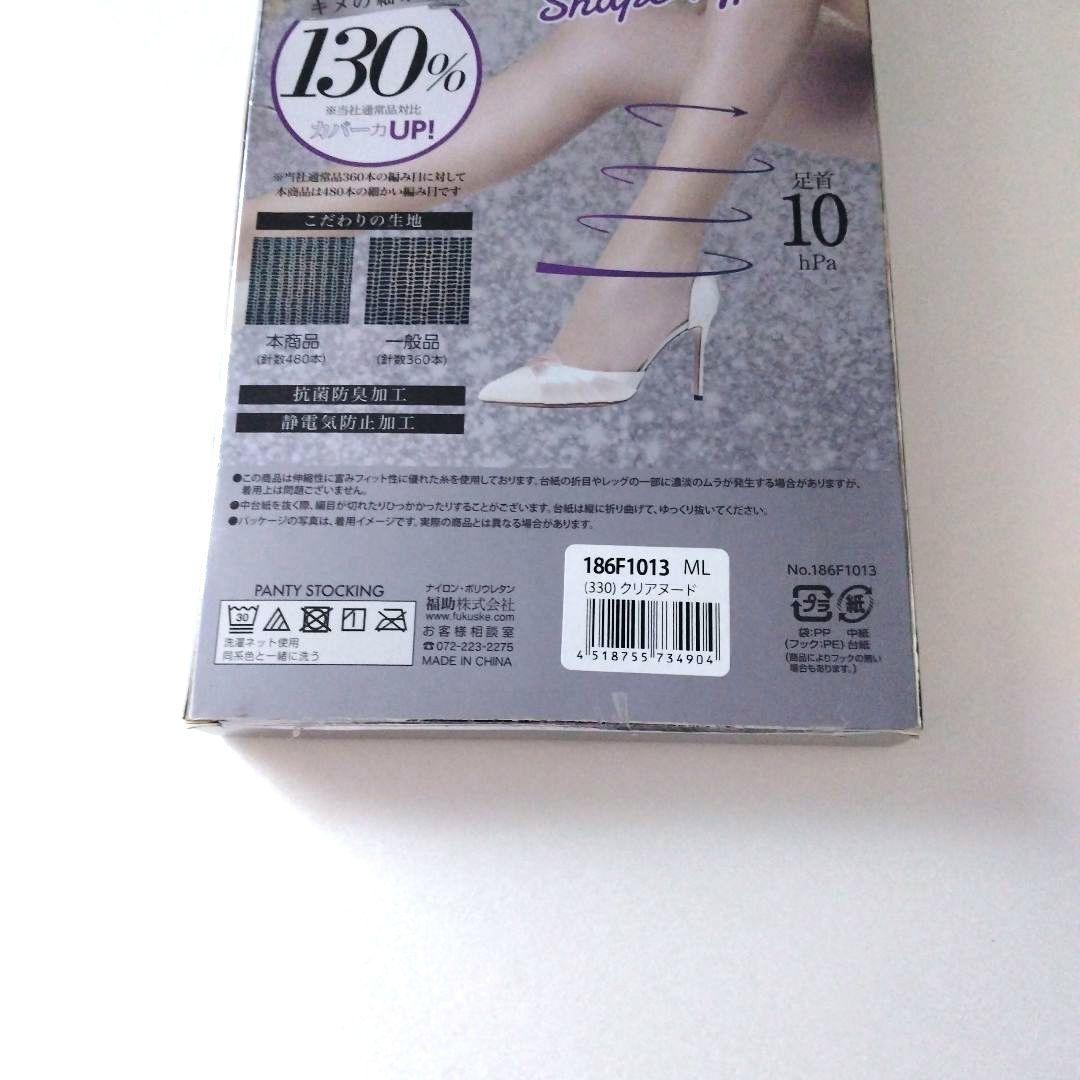 キメの細か
Shape
130%
※当社通常品対比
カバー力UP!
※当社通常品360本の編み目に対して
本商品は480本の細かい編み目です
こだわりの生地
本商品
(針数480本)
一般品
(針数360本)
抗菌防臭加工
静電気防止加工
足首
10
hPa
●この商品は伸縮性に富みフィット性に優れた糸を使用しております。台紙の折目やレッグの一部に濃淡のムラが発生する場合がありますが、
着用上は問題ございません。
●中台紙を抜く際、編目が切れたりひっかかったりすることがございます。台紙は縦に折り曲げて、ゆっくり抜いてください。
●パッケージの写真は、着用イメージです。実際の商品とは異なる場合があります。
PANTY STOCKING
30
洗濯ネット使用
同系色と一緒に洗う
ナイロン・ポリウレタン
福助株式会社
www.fukuske.com
お客様相談室
☎072-223-2275
MADE IN CHINA
186F1013 ML
(330) クリアヌード
4 518755 734904
No.186F1013
プラ
紙
袋:PP 中紙
(フック:PE) 台紙
(商品によりフックの無い
場合もあります。)